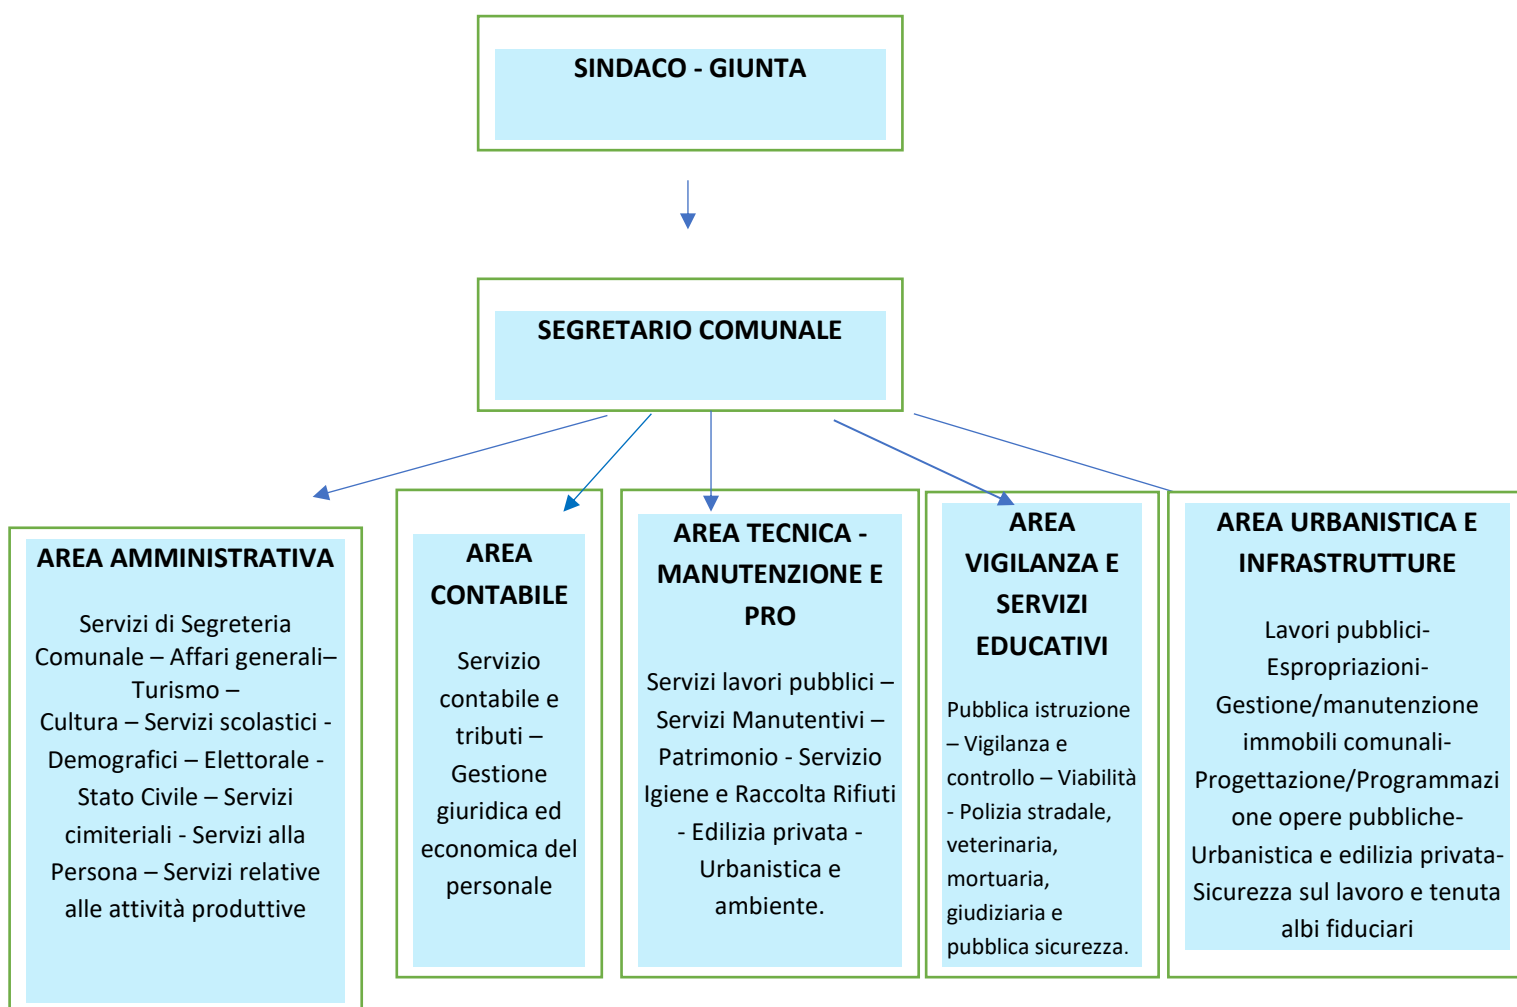 SINDACO - GIUNTA
SEGRETARIO COMUNALE
AREA AMMINISTRATIVA
Servizi di Segreteria
Comunale – Affari generali–
Turismo –
Cultura – Servizi scolastici -
Demografici – Elettorale -
Stato Civile – Servizi
cimiteriali - Servizi alla
Persona – Servizi relative
alle attività produttive
AREA
CONTABILE
Servizio
contabile e
tributi –
Gestione
giuridica ed
economica del
personale
AREA TECNICA -
MANUTENZIONE E
PRO
Servizi lavori pubblici –
Servizi Manutentivi –
Patrimonio - Servizio
Igiene e Raccolta Rifiuti
- Edilizia privata -
Urbanistica e
ambiente.
AREA
VIGILANZA E
SERVIZI
EDUCATIVI
Pubblica istruzione
– Vigilanza e
controllo – Viabilità
- Polizia stradale,
veterinaria,
mortuaria,
giudiziaria e
pubblica sicurezza.
AREA URBANISTICA E
INFRASTRUTTURE
Lavori pubblici-
Espropriazioni-
Gestione/manutenzione
immobili comunali-
Progettazione/Programmazi
one opere pubbliche-
Urbanistica e edilizia privata-
Sicurezza sul lavoro e tenuta
albi fiduciari